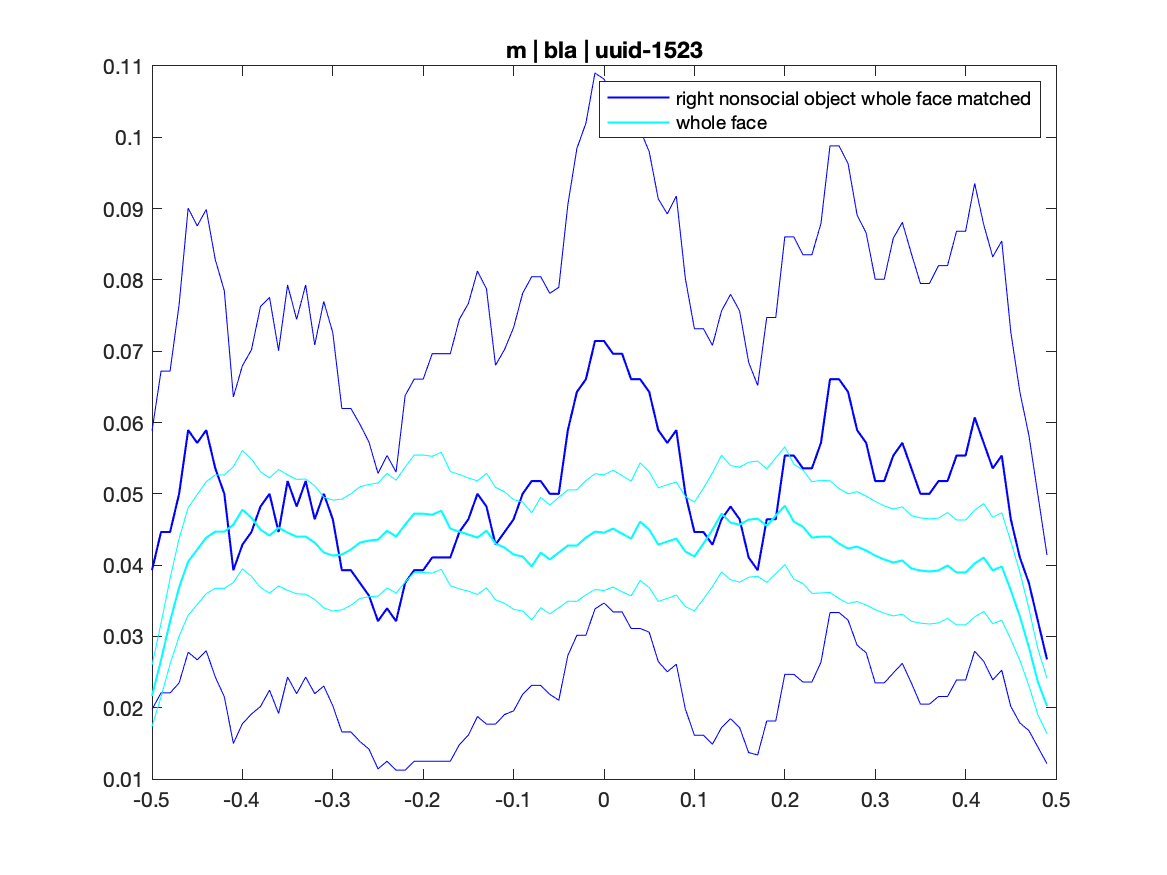 m | bla | uuid-1523
right nonsocial object whole face matched
whole face
0.11
0.1
0.09
0.08
0.07
0.06
0.05
0.04
0.03
0.02
0.01
-0.5 -0.4 -0.3 -0.2 -0.1 0 0.1 0.2 0.3 0.4 0.5